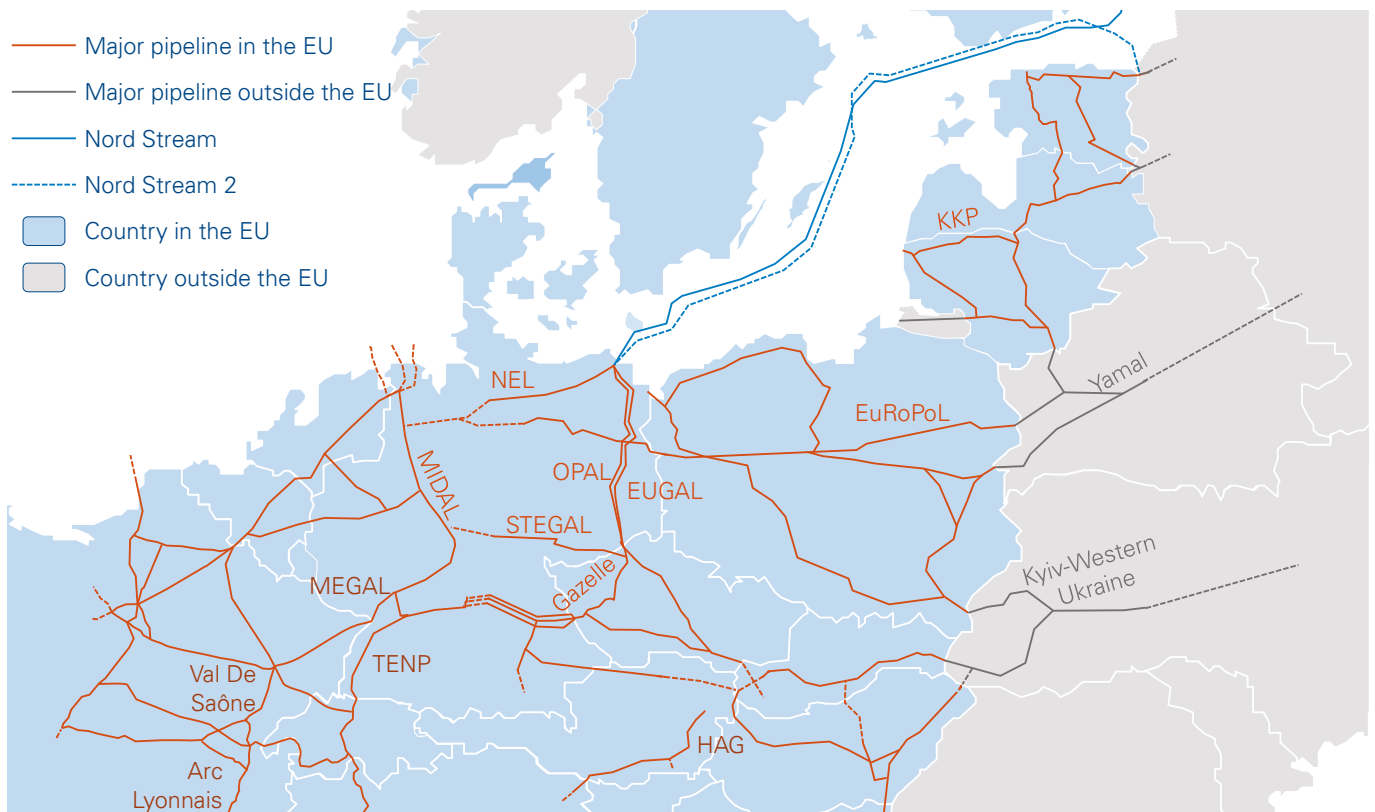 Major pipeline in the EU
Major pipeline outside the EU
Nord Stream
Nord Stream 2
Country in the EU
Country outside the EU
KKP
Yamal
NEL
EuRoPoL
MIDAL
OPAL
EUGAL
STEGAL
Kyiv-Western
Ukraine
Gazelle
MEGAL
TENP
Val De
Saône
HAG
Arc
Lyonnais